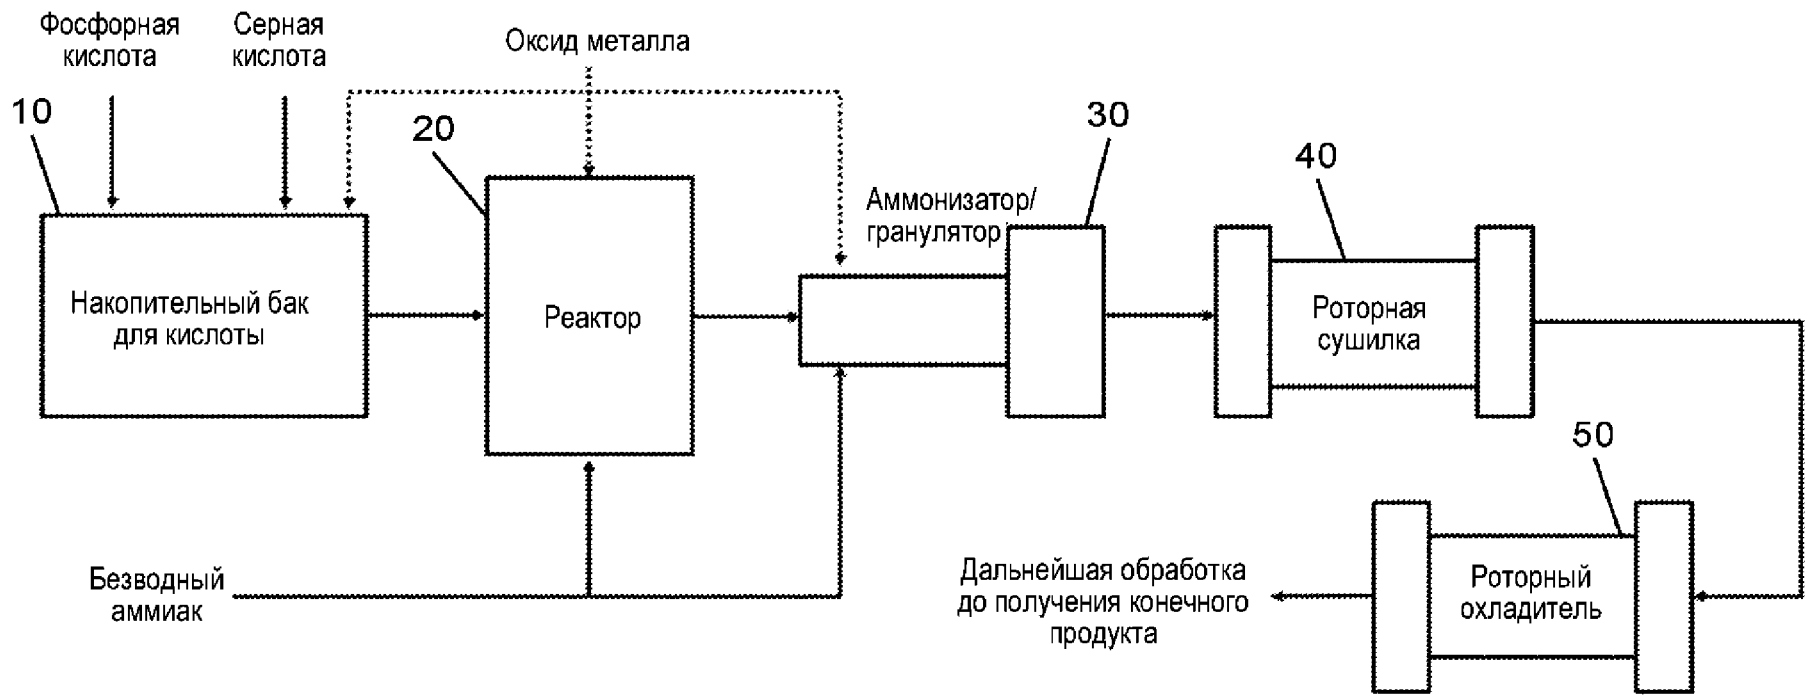 Фосфорная
кислота
Серная
кислота
Оксид металла
10
20
30
40
Аммонизатор/
гранулятор
Накопительный бак
для кислоты
Реактор
Роторная
сушилка
50
Безводный
аммиак
Дальнейшая обработка
до получения конечного
продукта
Роторный
охладитель